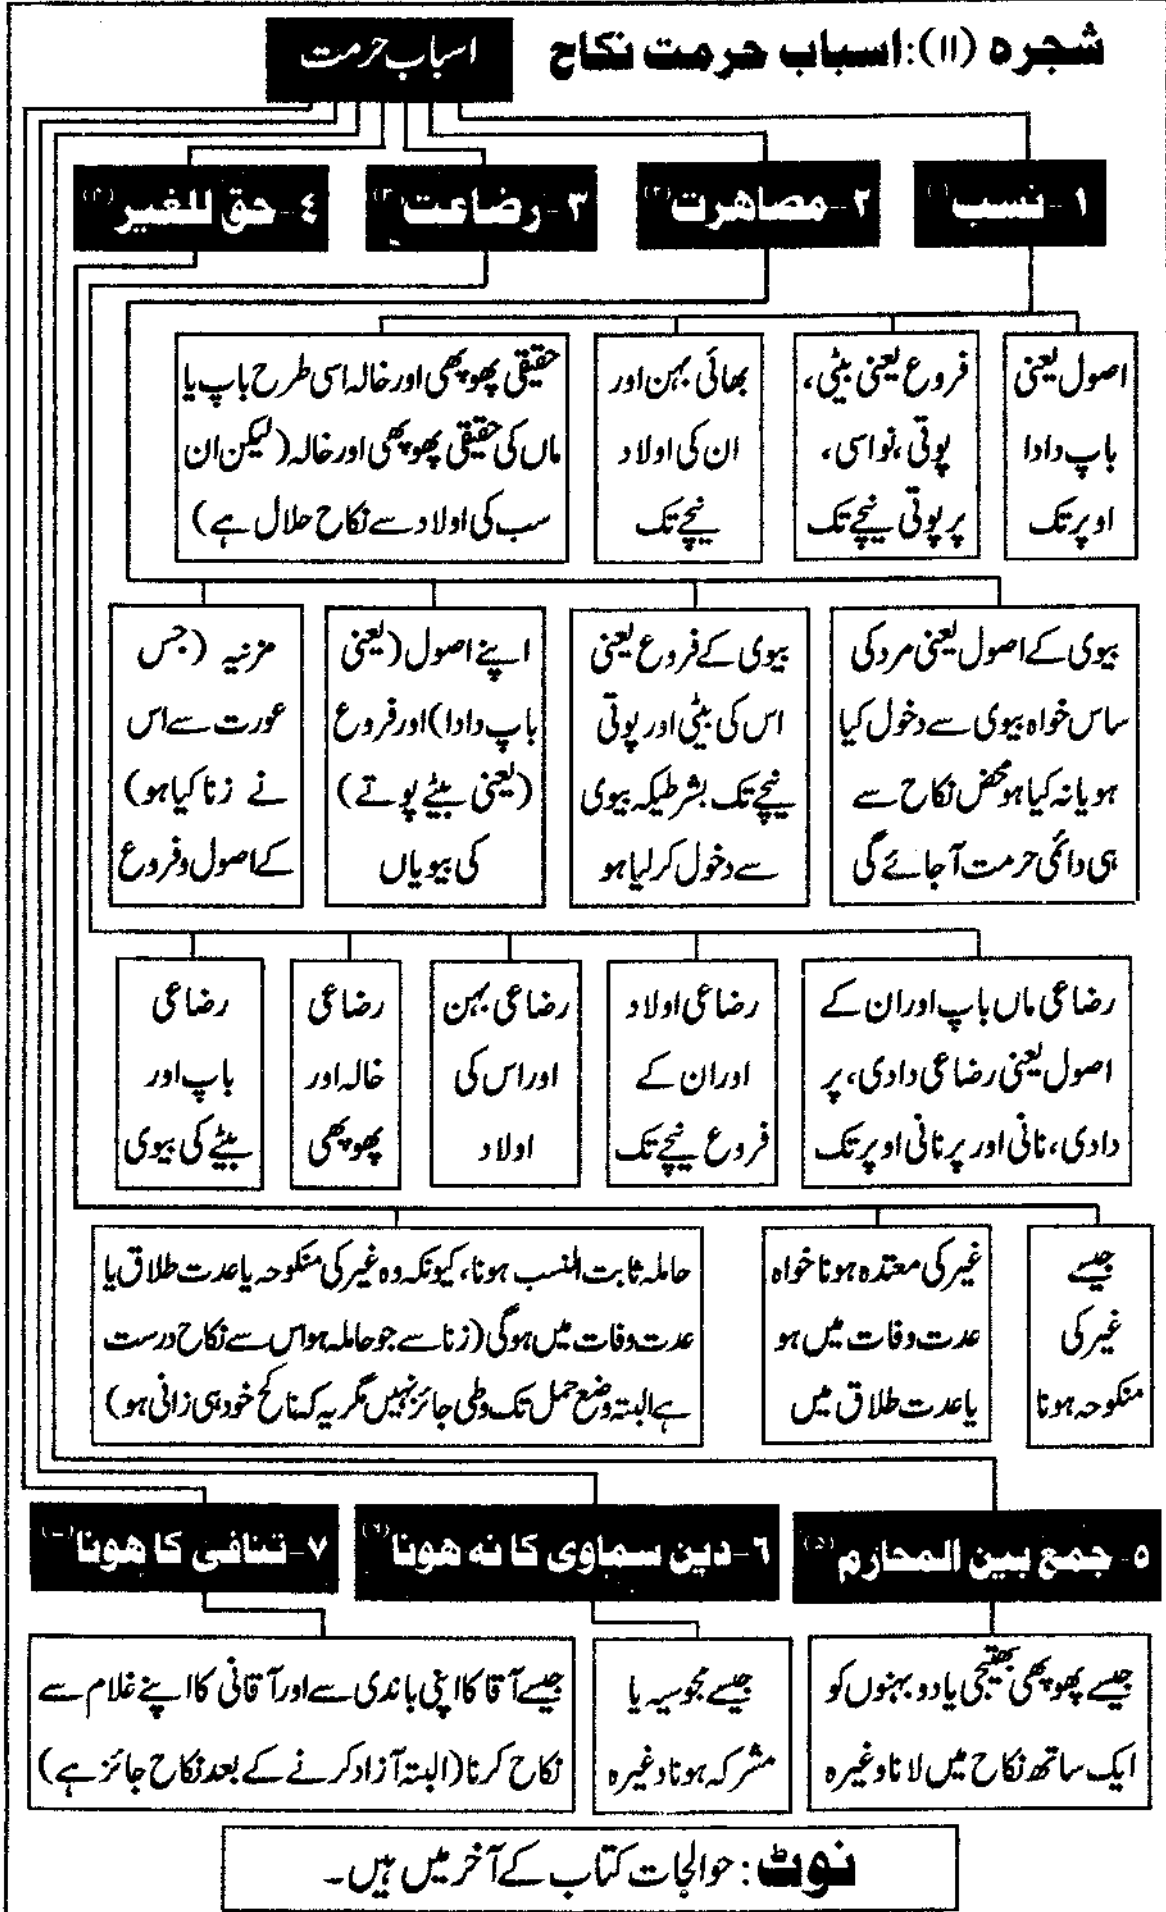 شجرہ (۱۱): اسباب حرمت نکاح
اسباب حرمت
۱- نسب (۱)
۲- مصاهرت (۲)
۳- رضاعت (۳)
٤- حق للغیر (۴)
اصول یعنی
باپ دادا
اوپر تک
فروع یعنی بیٹی،
پوتی، نواسی،
پر پوتی نیچے تک
بھائی بہن اور
ان کی اولاد
نیچے تک
حقیقی پھوپھی اور خالہ اسی طرح باپ یا
ماں کی حقیقی پھوپھی اور خالہ (لیکن ان
سب کی اولاد سے نکاح حلال ہے)
بیوی کے اصول یعنی مرد کی
ساس خواہ بیوی سے دخول کیا
ہو یا نہ کیا ہو محض نکاح سے
ہی دائمی حرمت آجائے گی
بیوی کے فروع یعنی
اس کی بیٹی اور پوتی
نیچے تک بشرطیکہ بیوی
سے دخول کرلیا ہو
اپنے اصول (یعنی
باپ دادا) اور فروع
(یعنی بیٹے پوتے)
کی بیویاں
مزنیہ (جس
عورت سے اس
نے زنا کیا ہو)
کے اصول و فروع
رضاعی ماں باپ اور ان کے
اصول یعنی رضاعی دادی، پر
دادی، نانی اور پرنانی اوپر تک
رضاعی اولاد
اور ان کے
فروع نیچے تک
رضاعی بہن
اور اس کی
اولاد
رضاعی
خالہ اور
پھوپھی
رضاعی
باپ اور
بیٹے کی بیوی
جیسے
غیر کی
منکوحہ ہونا
غیر کی معتدہ ہونا خواہ
عدت وفات میں ہو
یا عدت طلاق میں
حاملہ ثابت النسب ہونا، کیونکہ وہ غیر کی منکوحہ یا عدت طلاق یا
عدت وفات میں ہوگی (زنا سے جو حاملہ ہو اس سے نکاح درست
ہے البتہ وضع حمل تک وطی جائز نہیں مگر یہ کہ ناکح خود ہی زانی ہو)
۵- جمع بین المحارم (۵)
٦- دین سماوی کا نہ ھونا (۶)
۷- تنافی کا ھونا
جیسے پھوپھی بھتیجی یا دو بہنوں کو
ایک ساتھ نکاح میں لانا وغیرہ
جیسے مجوسیہ یا
مشرکہ ہونا وغیرہ
جیسے آقا کا اپنی باندی سے اور آقانی کا اپنے غلام سے
نکاح کرنا (البتہ آزاد کرنے کے بعد نکاح جائز ہے)
نوٹ: حوالجات کتاب کے آخر میں ہیں۔